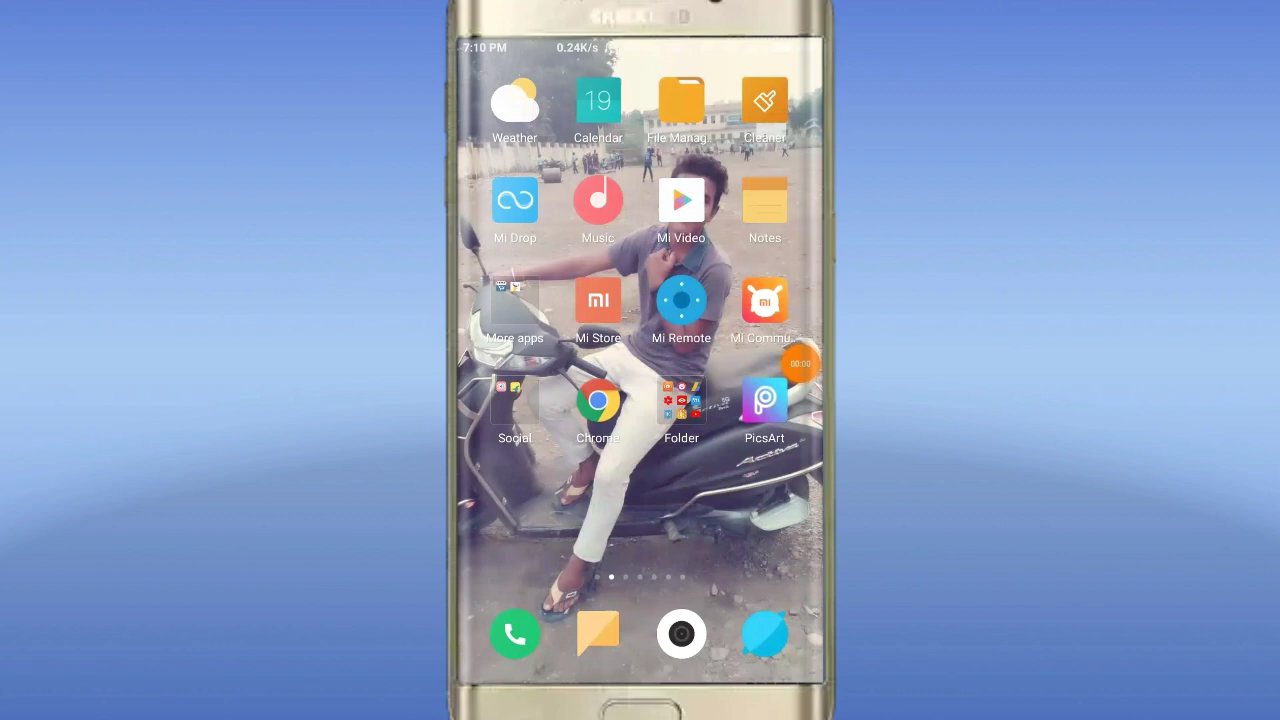 7:10 PM 0.24K/s
19
Weather Calendar File Manag.. Cleaner
Mi Drop Music Mi Video Notes
mi mi
More apps Mi Store Mi Remote Mi Commu..
00:00
Social Chrome Folder PicsArt